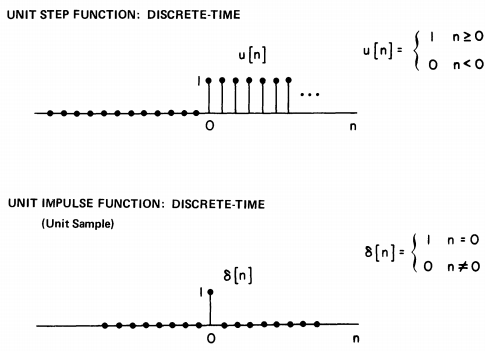 UNIT STEP FUNCTION: DISCRETE-TIME
u[n]
u[n] = { 1 n ≥ 0
0 n < 0
1
...
0
n
UNIT IMPULSE FUNCTION: DISCRETE-TIME
(Unit Sample)
δ[n]
δ[n] = { 1 n = 0
0 n ≠ 0
1
0
n